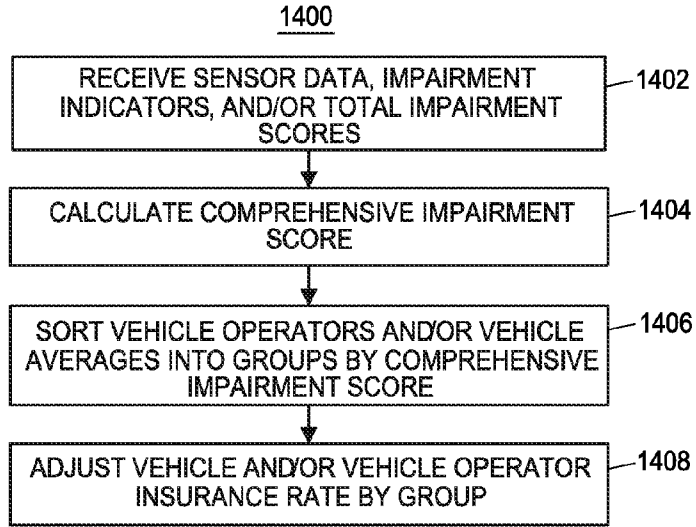 1400
RECEIVE SENSOR DATA, IMPAIRMENT
INDICATORS, AND/OR TOTAL IMPAIRMENT
SCORES
1402
CALCULATE COMPREHENSIVE IMPAIRMENT
SCORE
1404
SORT VEHICLE OPERATORS AND/OR VEHICLE
AVERAGES INTO GROUPS BY COMPREHENSIVE
IMPAIRMENT SCORE
1406
ADJUST VEHICLE AND/OR VEHICLE OPERATOR
INSURANCE RATE BY GROUP
1408